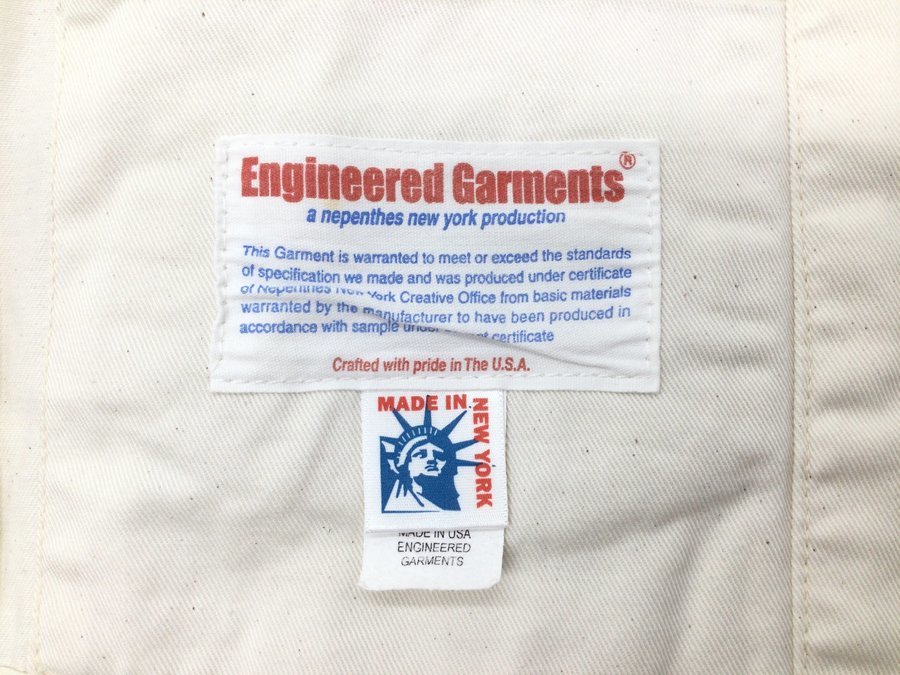 Engineered Garments®
a nepenthes new york production
This Garment is warranted to meet or exceed the standards
of specification we made and was produced under certificate
of Nepenthes New York Creative Office from basic materials
warranted by the manufacturer to have been produced in
accordance with sample under certificate
Crafted with pride in The U.S.A.
MADE IN
NEW YORK
MADE IN USA
ENGINEERED
GARMENTS